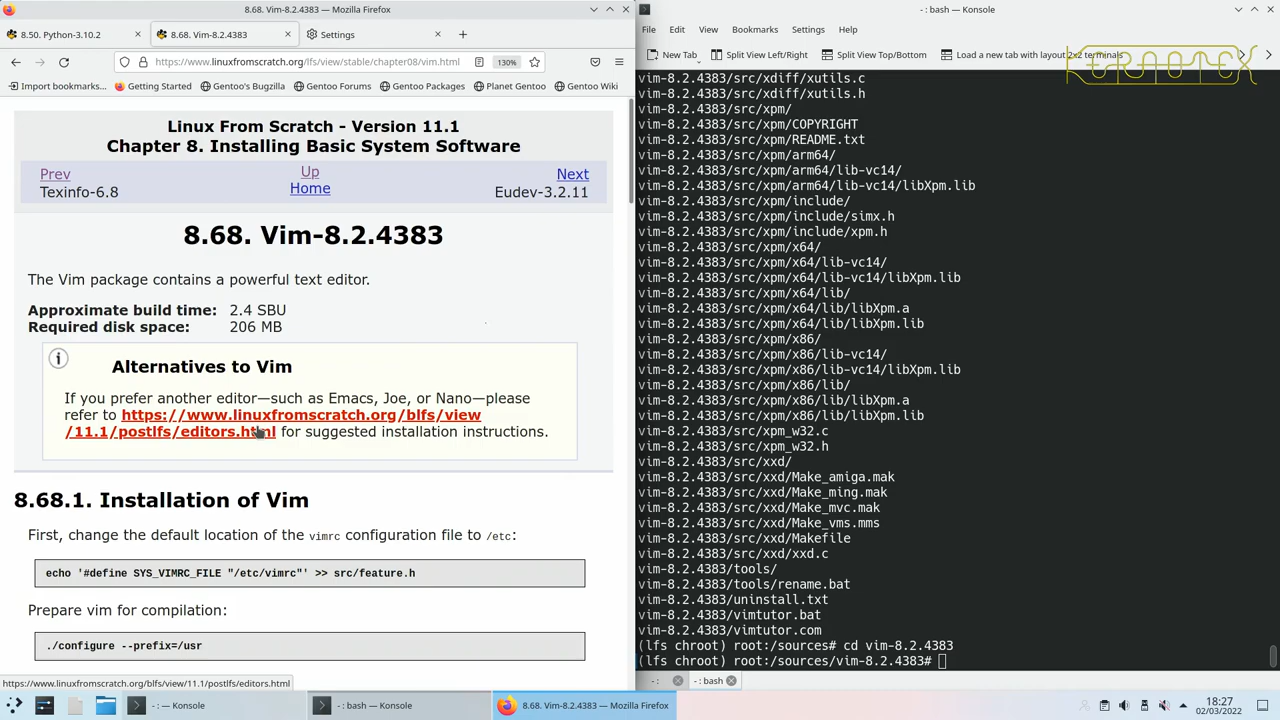 8.68. Vim-8.2.4383 — Mozilla Firefox
8.50. Python-3.10.2
8.68. Vim-8.2.4383
Settings
https://www.linuxfromscratch.org/lfs/view/stable/chapter08/vim.html
130%
Import bookmarks...
Getting Started
Gentoo's Bugzilla
Gentoo Forums
Gentoo Packages
Planet Gentoo
Gentoo Wiki
Linux From Scratch - Version 11.1
Chapter 8. Installing Basic System Software
Prev
Up
Next
Texinfo-6.8
Home
Eudev-3.2.11
8.68. Vim-8.2.4383
The Vim package contains a powerful text editor.
Approximate build time: 2.4 SBU
Required disk space: 206 MB
Alternatives to Vim
If you prefer another editor—such as Emacs, Joe, or Nano—please
refer to https://www.linuxfromscratch.org/blfs/view
/11.1/postlfs/editors.html for suggested installation instructions.
8.68.1. Installation of Vim
First, change the default location of the vimrc configuration file to /etc:
echo '#define SYS_VIMRC_FILE "/etc/vimrc"' >> src/feature.h
Prepare vim for compilation:
./configure --prefix=/usr
https://www.linuxfromscratch.org/blfs/view/11.1/postlfs/editors.html
- : bash — Konsole
File
Edit
View
Bookmarks
Settings
Help
New Tab
Split View Left/Right
Split View Top/Bottom
Load a new tab with layout 2x2 terminals
KERNOTEX
vim-8.2.4383/src/xdiff/xutils.c
vim-8.2.4383/src/xdiff/xutils.h
vim-8.2.4383/src/xpm/
vim-8.2.4383/src/xpm/COPYRIGHT
vim-8.2.4383/src/xpm/README.txt
vim-8.2.4383/src/xpm/arm64/
vim-8.2.4383/src/xpm/arm64/lib-vc14/
vim-8.2.4383/src/xpm/arm64/lib-vc14/libXpm.lib
vim-8.2.4383/src/xpm/include/
vim-8.2.4383/src/xpm/include/simx.h
vim-8.2.4383/src/xpm/include/xpm.h
vim-8.2.4383/src/xpm/x64/
vim-8.2.4383/src/xpm/x64/lib-vc14/
vim-8.2.4383/src/xpm/x64/lib-vc14/libXpm.lib
vim-8.2.4383/src/xpm/x64/lib/
vim-8.2.4383/src/xpm/x64/lib/libXpm.a
vim-8.2.4383/src/xpm/x64/lib/libXpm.lib
vim-8.2.4383/src/xpm/x86/
vim-8.2.4383/src/xpm/x86/lib-vc14/
vim-8.2.4383/src/xpm/x86/lib-vc14/libXpm.lib
vim-8.2.4383/src/xpm/x86/lib/
vim-8.2.4383/src/xpm/x86/lib/libXpm.a
vim-8.2.4383/src/xpm/x86/lib/libXpm.lib
vim-8.2.4383/src/xpm_w32.c
vim-8.2.4383/src/xpm_w32.h
vim-8.2.4383/src/xxd/
vim-8.2.4383/src/xxd/Make_amiga.mak
vim-8.2.4383/src/xxd/Make_ming.mak
vim-8.2.4383/src/xxd/Make_mvc.mak
vim-8.2.4383/src/xxd/Make_vms.mms
vim-8.2.4383/src/xxd/Makefile
vim-8.2.4383/src/xxd/xxd.c
vim-8.2.4383/tools/
vim-8.2.4383/tools/rename.bat
vim-8.2.4383/uninstall.txt
vim-8.2.4383/vimtutor.bat
vim-8.2.4383/vimtutor.com
(lfs chroot) root:/sources# cd vim-8.2.4383
(lfs chroot) root:/sources/vim-8.2.4383#
- :
- : bash
- : — Konsole
- : bash — Konsole
8.68. Vim-8.2.4383 — Mozilla Firefox
18:27
02/03/2022